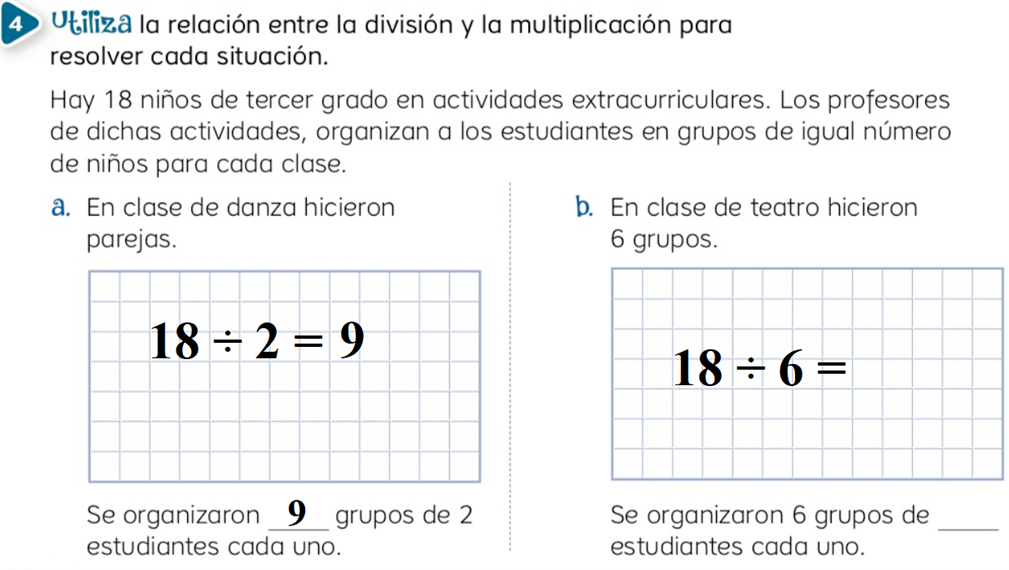 4 Utiliza la relación entre la división y la multiplicación para
resolver cada situación.
Hay 18 niños de tercer grado en actividades extracurriculares. Los profesores
de dichas actividades, organizan a los estudiantes en grupos de igual número
de niños para cada clase.
a. En clase de danza hicieron
parejas.
18 ÷ 2 = 9
Se organizaron 9 grupos de 2
estudiantes cada uno.
b. En clase de teatro hicieron
6 grupos.
18 ÷ 6 =
Se organizaron 6 grupos de ____
estudiantes cada uno.